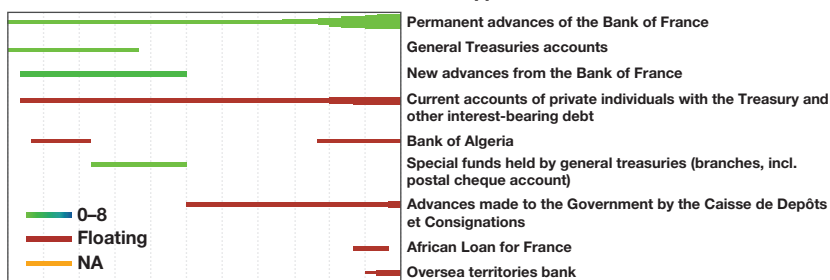 Permanent advances of the Bank of France
General Treasuries accounts
New advances from the Bank of France
Current accounts of private individuals with the Treasury and
other interest-bearing debt
Bank of Algeria
Special funds held by general treasuries (branches, incl.
postal cheque account)
Advances made to the Government by the Caisse de Depôts
et Consignations
African Loan for France
Oversea territories bank
0–8
Floating
NA